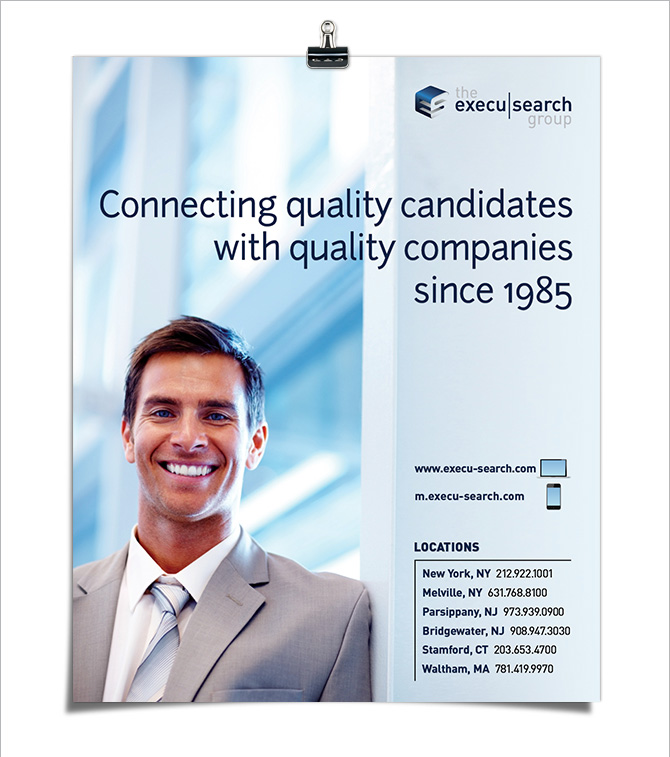 the
execu|search
group
Connecting quality candidates
with quality companies
since 1985
www.execu-search.com
m.execu-search.com
LOCATIONS
New York, NY 212.922.1001
Melville, NY 631.768.8100
Parsippany, NJ 973.939.0900
Bridgewater, NJ 908.947.3030
Stamford, CT 203.653.4700
Waltham, MA 781.419.9970